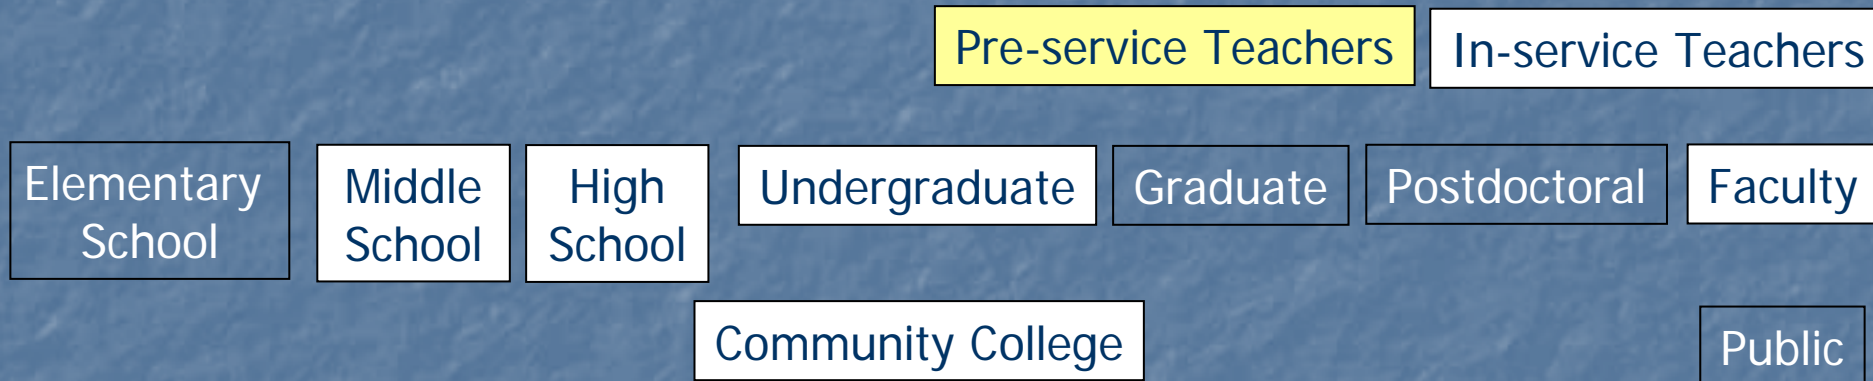 Pre-service Teachers
In-service Teachers
Elementary
School
Middle
School
High
School
Undergraduate
Graduate
Postdoctoral
Faculty
Community College
Public